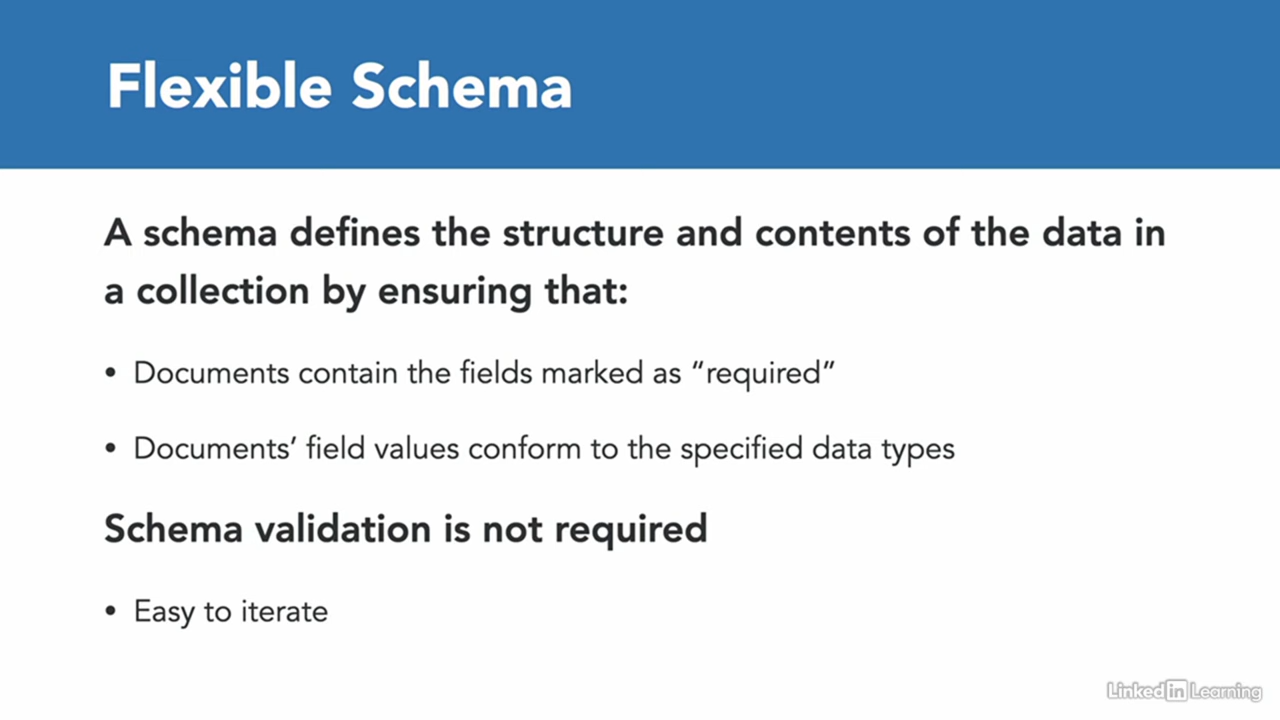 Flexible Schema
A schema defines the structure and contents of the data in
a collection by ensuring that:
• Documents contain the fields marked as “required”
• Documents’ field values conform to the specified data types
Schema validation is not required
• Easy to iterate
Linked in Learning